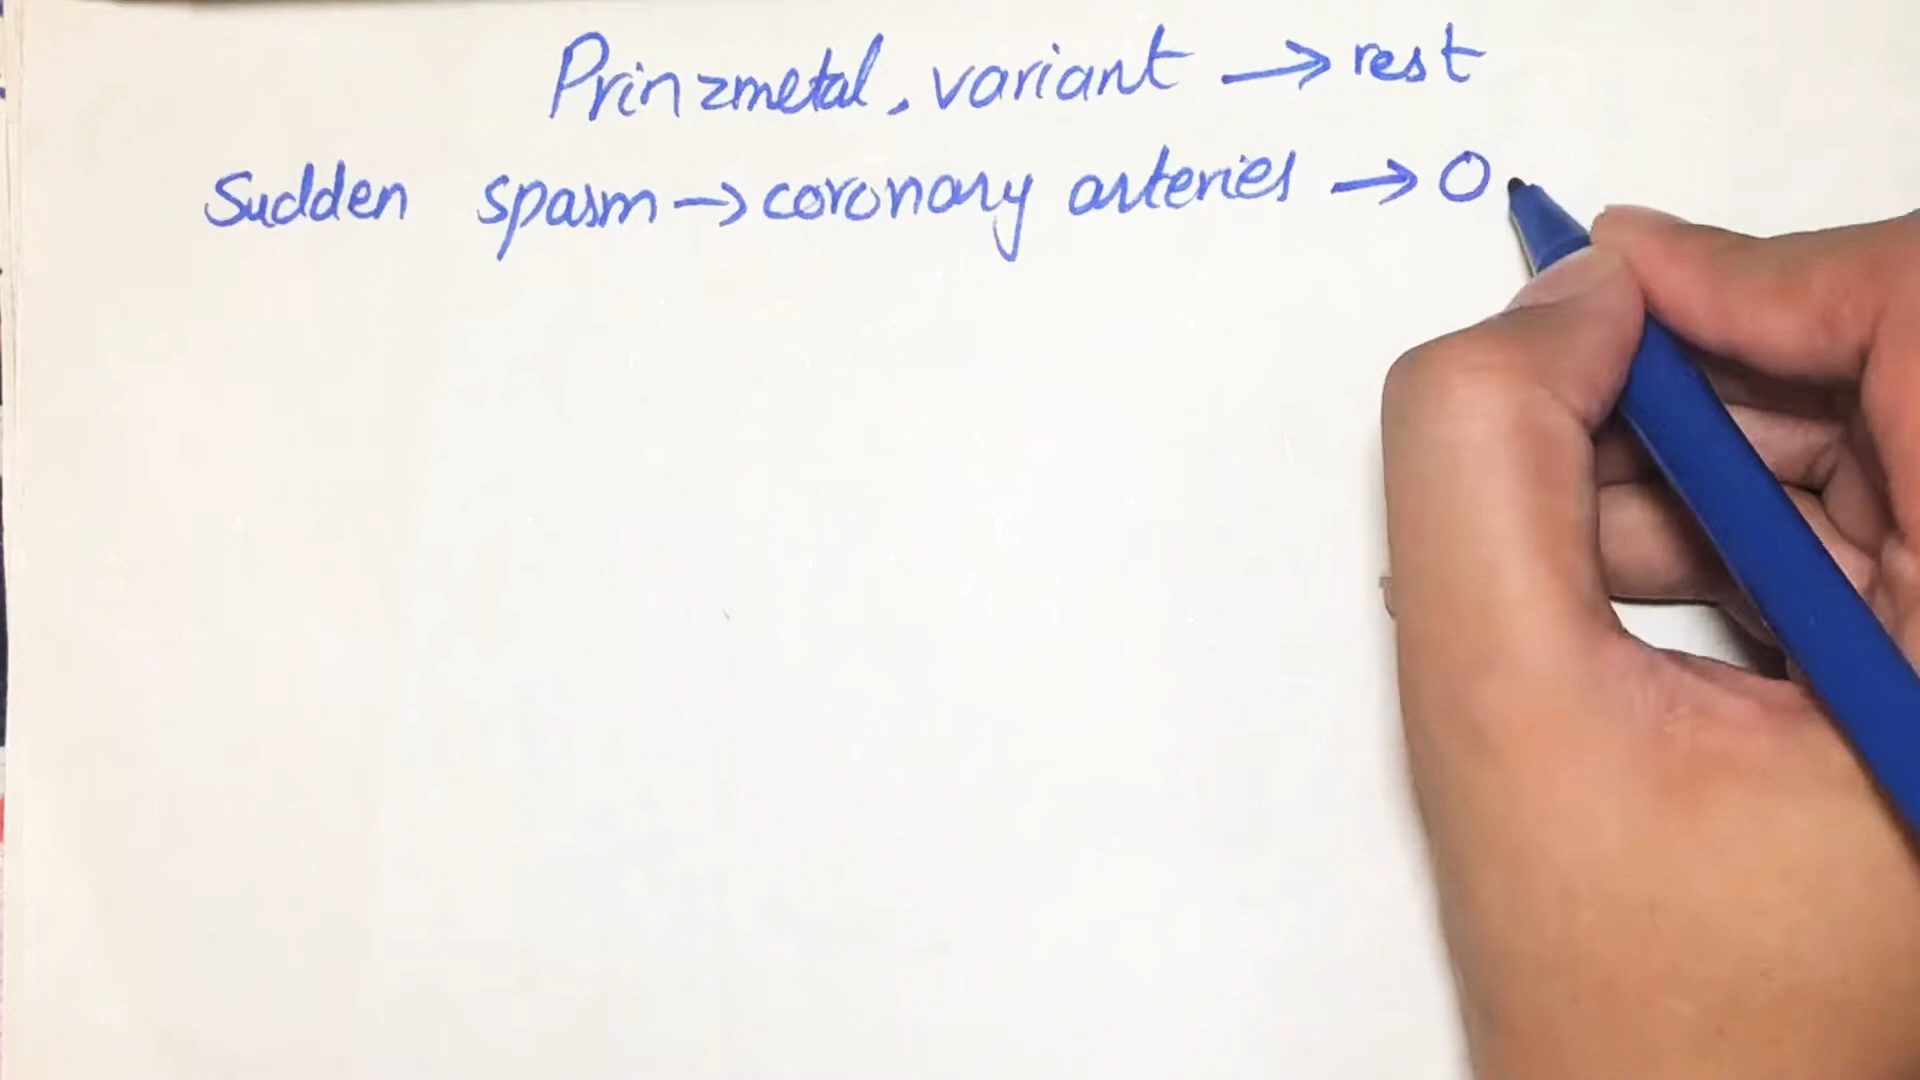 Prinzmetal, variant → rest
Sudden spasm → coronary arteries → O